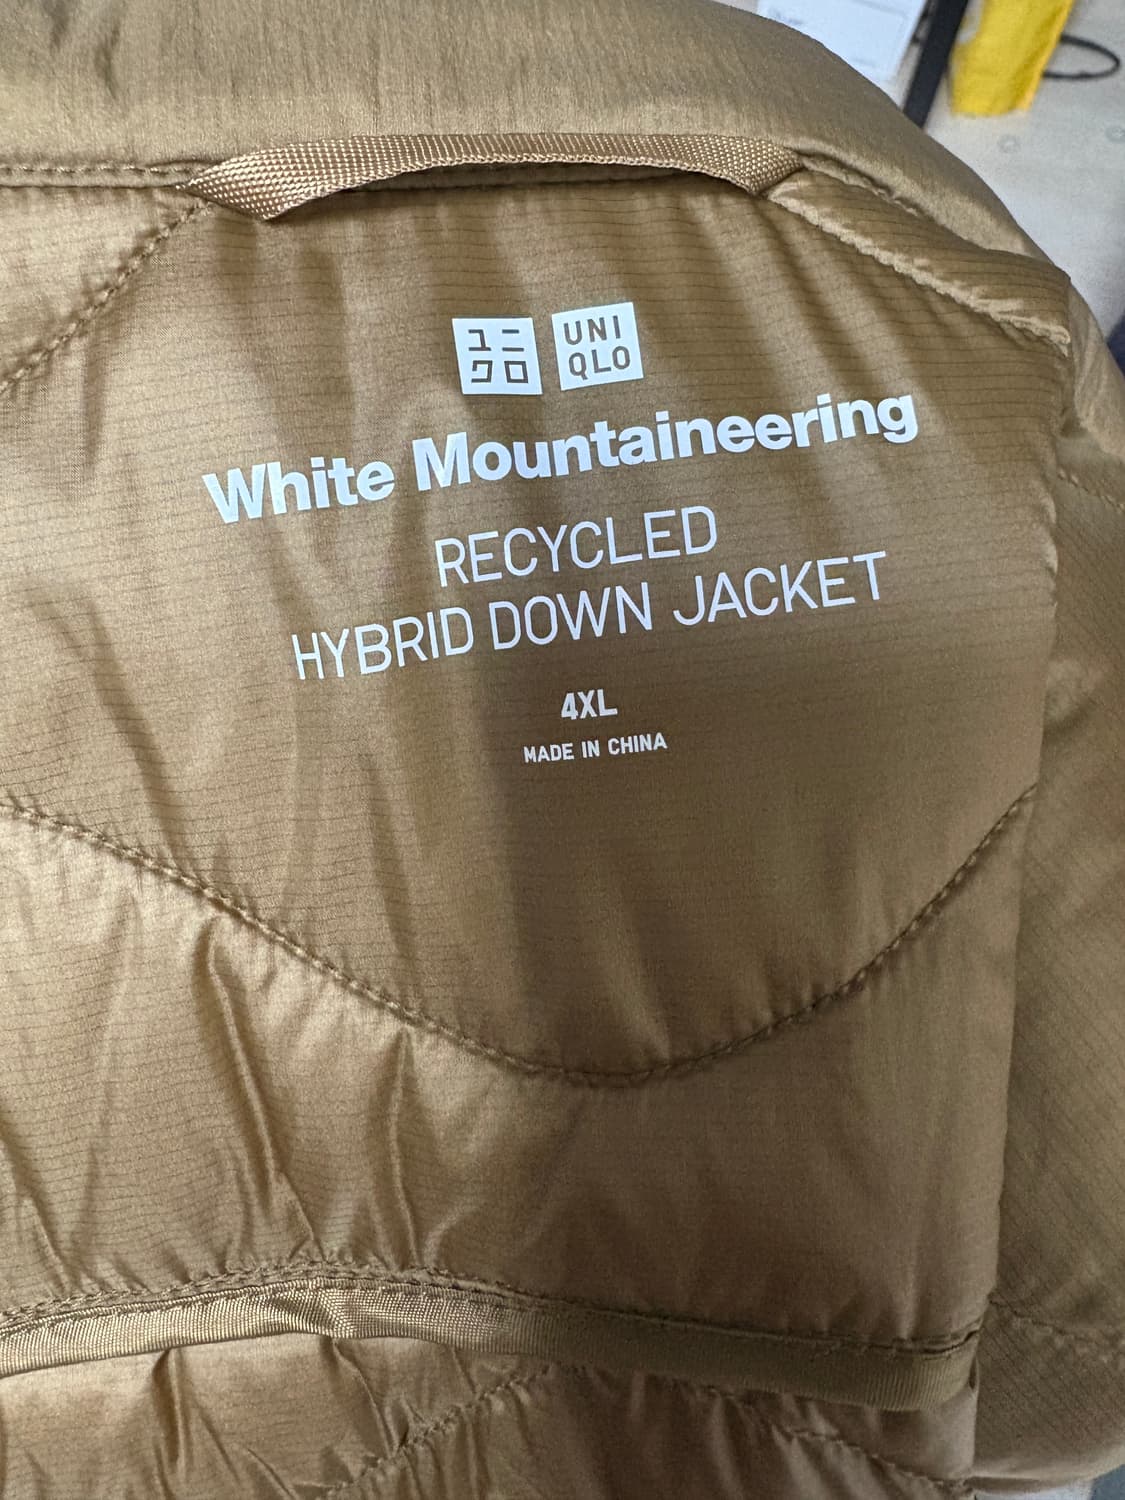 ユニ
クロ
UNI
QLO
White Mountaineering
RECYCLED
HYBRID DOWN JACKET
4XL
MADE IN CHINA